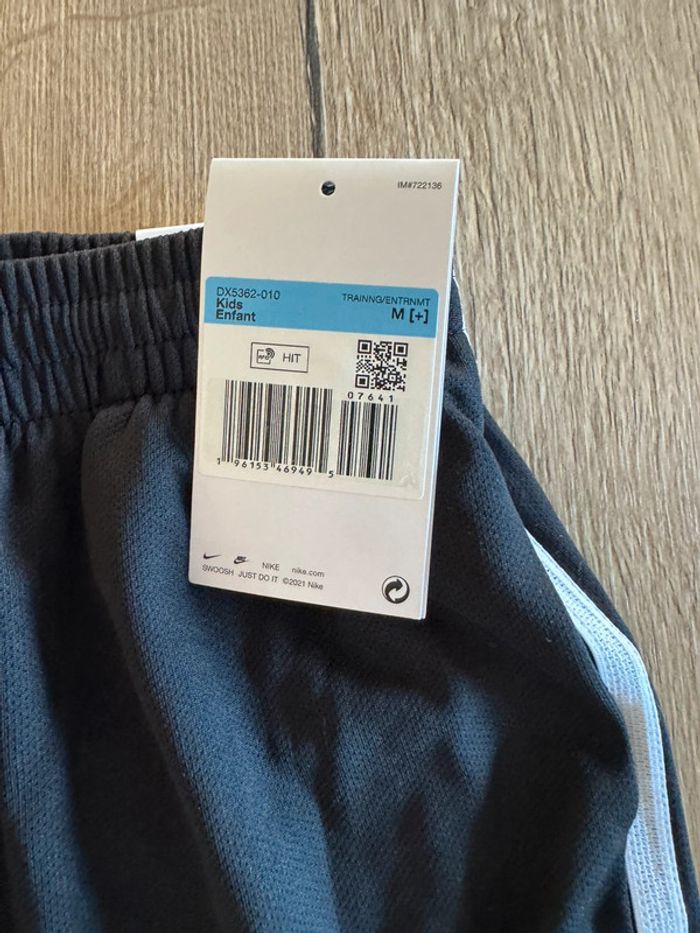 IM#722136
DX5362-010
TRAINNG/ENTRNMT
Kids
Enfant
M [+]
HIT
07641
1 96153 46949 5
NIKE nike.com
SWOOSH JUST DO IT ©2021 Nike